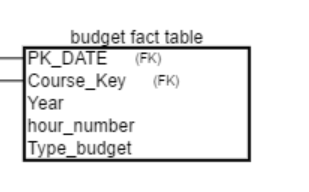 budget fact table
PK_DATE (FK)
Course_Key (FK)
Year
hour_number
Type_budget